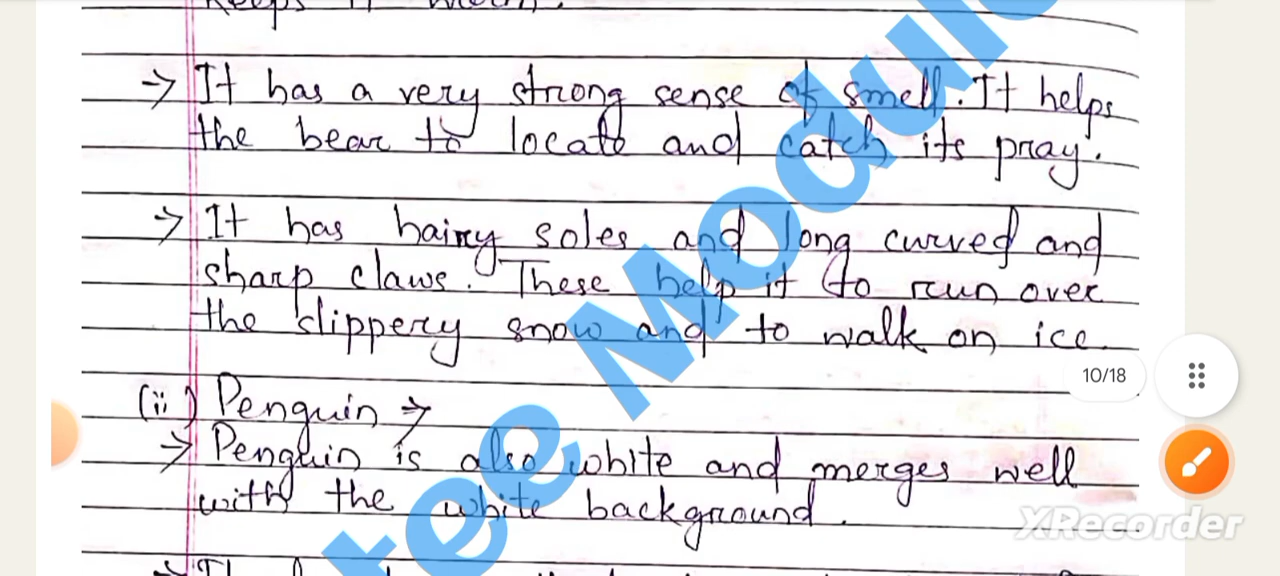 keeps it warm.
→ It has a very strong sense of smell. It helps
the bear to locate and catch its pray.
→ It has hairy soles and long curved and
sharp claws. These help it to run over
the slippery snow and to walk on ice.
10/18
(ii) Penguin →
→ Penguin is also white and merges well
with the white background.
XRecorder